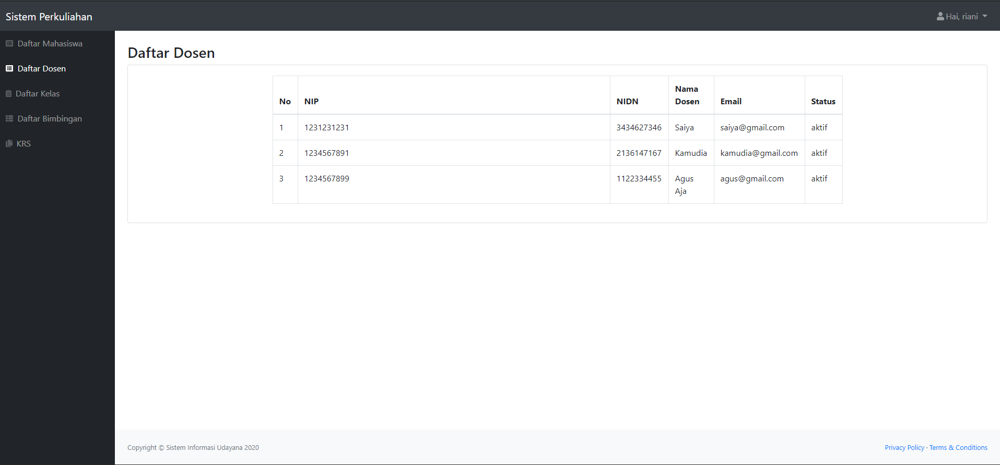 Sistem Perkuliahan
Hai, riani
Daftar Mahasiswa
Daftar Dosen
Daftar Kelas
Daftar Bimbingan
KRS
Daftar Dosen
No NIP NIDN Nama Dosen Email Status
1 1231231231 3434627346 Saiya saiya@gmail.com aktif
2 1234567891 2136147167 Kamudia kamudia@gmail.com aktif
3 1234567899 1122334455 Agus Aja agus@gmail.com aktif
Copyright © Sistem Informasi Udayana 2020
Privacy Policy · Terms & Conditions